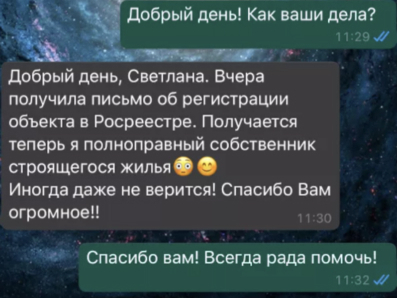 Добрый день! Как ваши дела?
11:29
Добрый день, Светлана. Вчера
получила письмо об регистрации
объекта в Росреестре. Получается
теперь я полноправный собственник
строящегося жилья😳😊
Иногда даже не верится! Спасибо Вам
огромное!!
11:30
Спасибо вам! Всегда рада помочь!
11:32